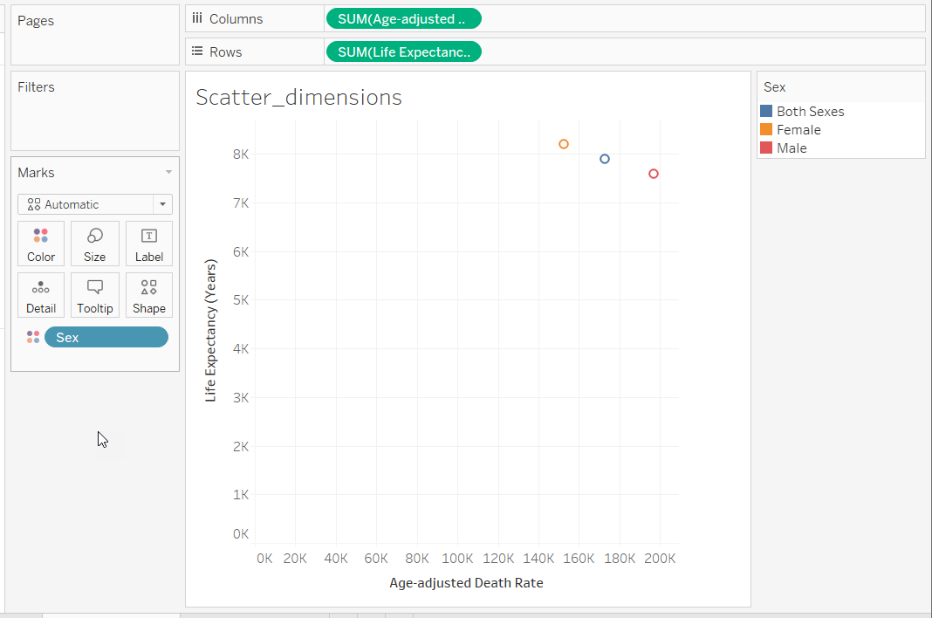 Pages
Columns
SUM(Age-adjusted ..
Rows
SUM(Life Expectanc..
Filters
Marks
Automatic
Color
Size
Label
Detail
Tooltip
Shape
Sex
Scatter_dimensions
8K
7K
6K
5K
4K
3K
2K
1K
0K
Life Expectancy (Years)
0K 20K 40K 60K 80K 100K 120K 140K 160K 180K 200K
Age-adjusted Death Rate
Sex
Both Sexes
Female
Male